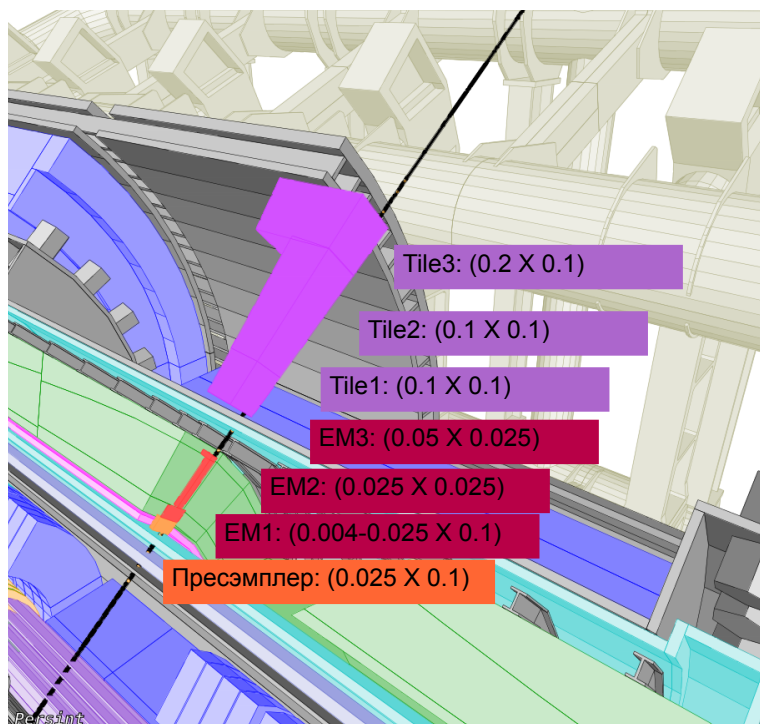 Tile3: (0.2 X 0.1)
Tile2: (0.1 X 0.1)
Tile1: (0.1 X 0.1)
EM3: (0.05 X 0.025)
EM2: (0.025 X 0.025)
EM1: (0.004-0.025 X 0.1)
Пресэмплер: (0.025 X 0.1)
Persint